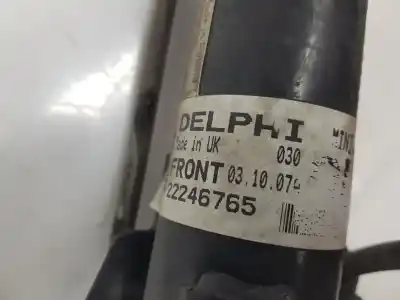 DELPHI
Made in UK 030
FRONT 03.10.07
22246765